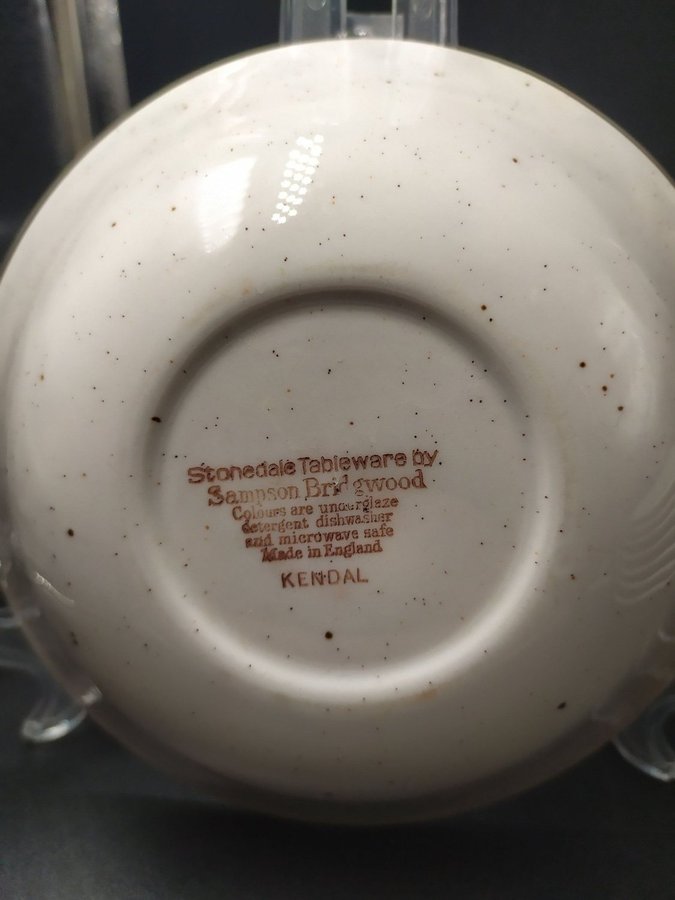 Stonedale Tableware by
Sampson Bridgwood
Colours are underglaze
detergent dishwasher
and microwave safe
Made in England
KENDAL